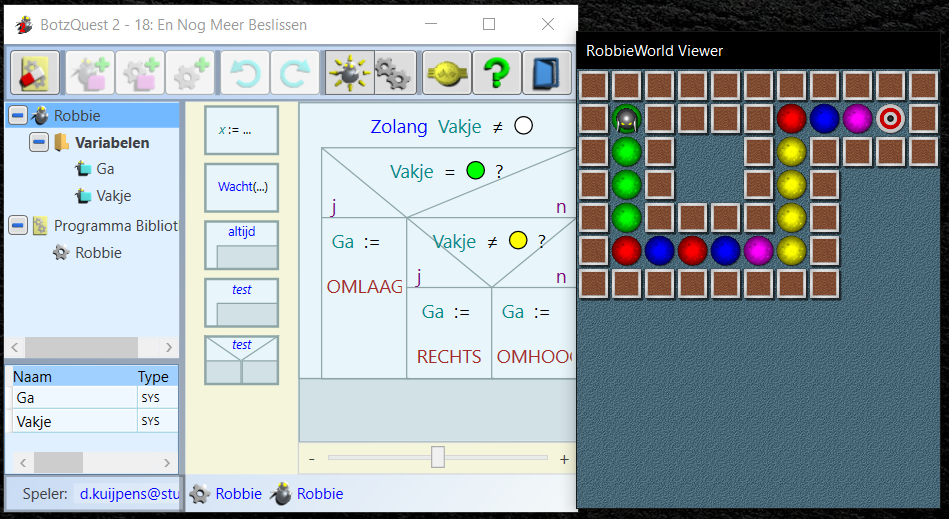 BotzQuest 2 - 18: En Nog Meer Beslissen
RobbieWorld Viewer
Robbie
Variabelen
Ga
Vakje
Programma Bibliot
Robbie
Naam Type
Ga SYS
Vakje SYS
x := ...
Wacht(...)
altijd
test
test
Zolang Vakje ≠
Vakje = ?
j n
Ga :=
OMLAAG
Vakje ≠ ?
j n
Ga := Ga :=
RECHTS OMHOOG
- +
Speler: d.kuijpens@stu Robbie Robbie